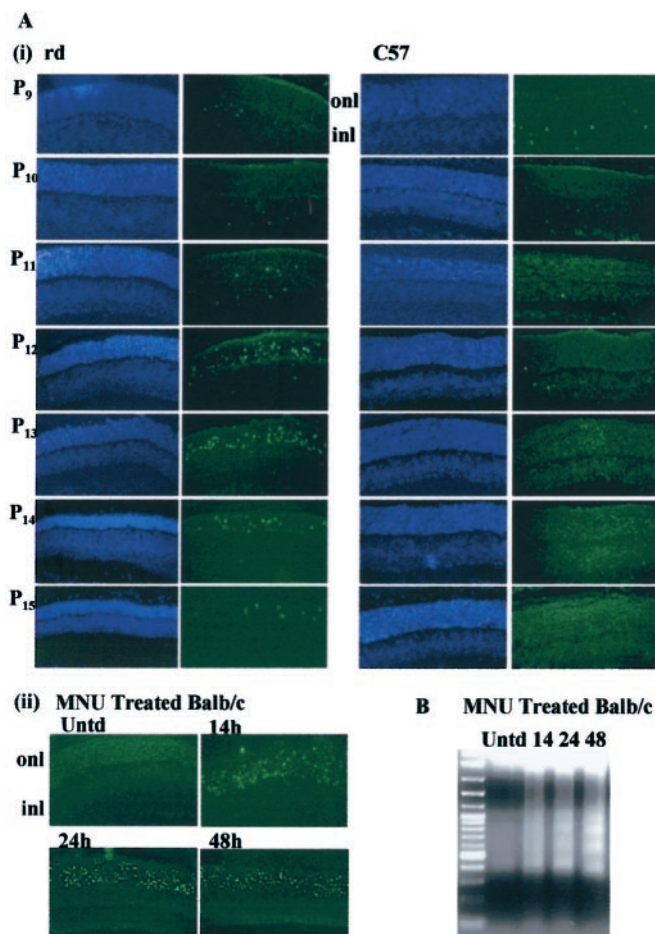 A
(i) rd C57
P9 onl
inl
P10
P11
P12
P13
P14
P15
(ii) MNU Treated Balb/c
Untd 14h
onl
inl
24h 48h
B MNU Treated Balb/c
Untd 14 24 48